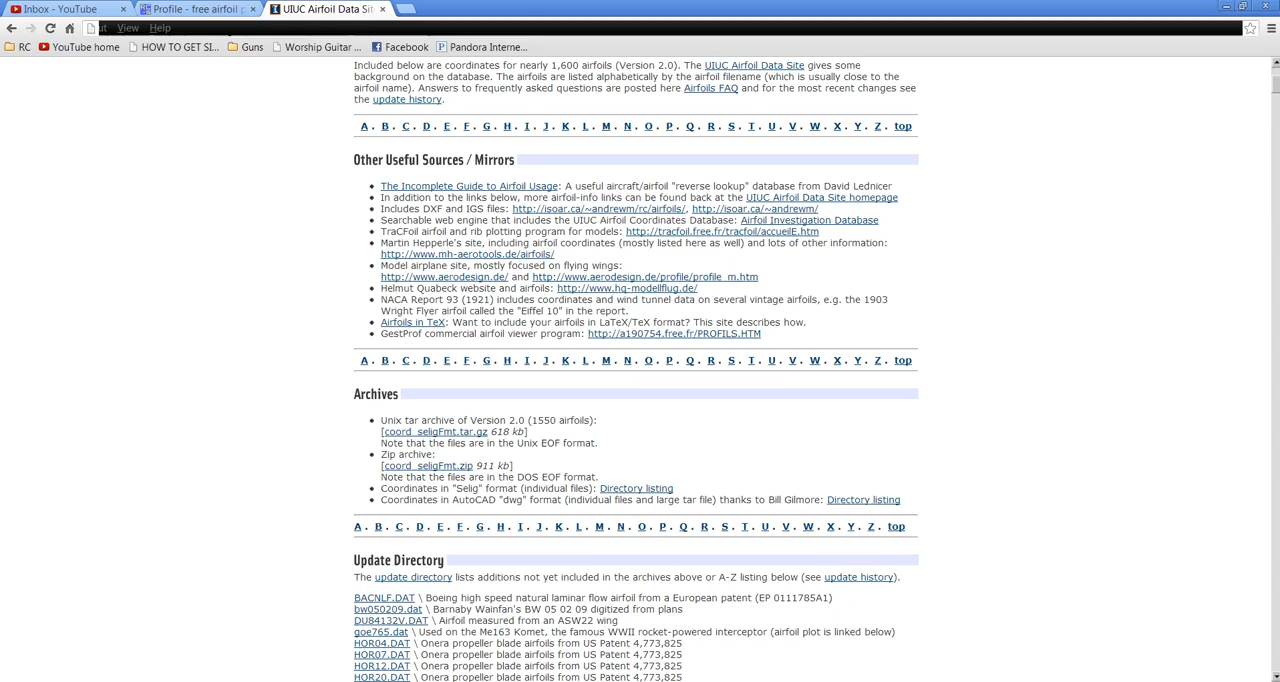 Inbox - YouTube
Profile - free airfoil p
UIUC Airfoil Data Sit
ut View Help
RC YouTube home HOW TO GET SI... Guns Worship Guitar ... Facebook Pandora Interne...
Included below are coordinates for nearly 1,600 airfoils (Version 2.0). The UIUC Airfoil Data Site gives some
background on the database. The airfoils are listed alphabetically by the airfoil filename (which is usually close to the
airfoil name). Answers to frequently asked questions are posted here Airfoils FAQ and for the most recent changes see
the update history.
A . B . C . D . E . F . G . H . I . J . K . L . M . N . O . P . Q . R . S . T . U . V . W . X . Y . Z . top
Other Useful Sources / Mirrors
• The Incomplete Guide to Airfoil Usage: A useful aircraft/airfoil "reverse lookup" database from David Lednicer
• In addition to the links below, more airfoil-info links can be found back at the UIUC Airfoil Data Site homepage
• Includes DXF and IGS files: http://isoar.ca/~andrewm/rc/airfoils/, http://isoar.ca/~andrewm/
• Searchable web engine that includes the UIUC Airfoil Coordinates Database: Airfoil Investigation Database
• TraCFoil airfoil and rib plotting program for models: http://tracfoil.free.fr/tracfoil/accueilE.htm
• Martin Hepperle's site, including airfoil coordinates (mostly listed here as well) and lots of other information:
http://www.mh-aerotools.de/airfoils/
• Model airplane site, mostly focused on flying wings:
http://www.aerodesign.de/ and http://www.aerodesign.de/profile/profile_m.htm
• Helmut Quabeck website and airfoils: http://www.hq-modellflug.de/
• NACA Report 93 (1921) includes coordinates and wind tunnel data on several vintage airfoils, e.g. the 1903
Wright Flyer airfoil called the "Eiffel 10" in the report.
• Airfoils in TeX: Want to include your airfoils in LaTeX/TeX format? This site describes how.
• GestProf commercial airfoil viewer program: http://a190754.free.fr/PROFILS.HTM
A . B . C . D . E . F . G . H . I . J . K . L . M . N . O . P . Q . R . S . T . U . V . W . X . Y . Z . top
Archives
• Unix tar archive of Version 2.0 (1550 airfoils):
[coord_seligFmt.tar.gz 618 kb]
Note that the files are in the Unix EOF format.
• Zip archive:
[coord_seligFmt.zip 911 kb]
Note that the files are in the DOS EOF format.
• Coordinates in "Selig" format (individual files): Directory listing
• Coordinates in AutoCAD "dwg" format (individual files and large tar file) thanks to Bill Gilmore: Directory listing
A . B . C . D . E . F . G . H . I . J . K . L . M . N . O . P . Q . R . S . T . U . V . W . X . Y . Z . top
Update Directory
The update directory lists additions not yet included in the archives above or A-Z listing below (see update history).
BACNLF.DAT \ Boeing high speed natural laminar flow airfoil from a European patent (EP 0111785A1)
bw050209.dat \ Barnaby Wainfan's BW 05 02 09 digitized from plans
DU84132V.DAT \ Airfoil measured from an ASW22 wing
goe765.dat \ Used on the Me163 Komet, the famous WWII rocket-powered interceptor (airfoil plot is linked below)
HOR04.DAT \ Onera propeller blade airfoils from US Patent 4,773,825
HOR07.DAT \ Onera propeller blade airfoils from US Patent 4,773,825
HOR12.DAT \ Onera propeller blade airfoils from US Patent 4,773,825
HOR20.DAT \ Onera propeller blade airfoils from US Patent 4,773,825